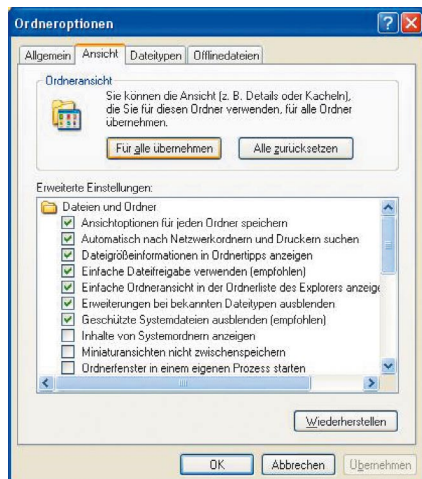 Ordneroptionen
Allgemein Ansicht Dateitypen Offlinedateien
Ordneransicht
Sie können die Ansicht (z. B. Details oder Kacheln),
die Sie für diesen Ordner verwenden, für alle Ordner
übernehmen.
Für alle übernehmen Alle zurücksetzen
Erweiterte Einstellungen:
Dateien und Ordner
Ansichtoptionen für jeden Ordner speichern
Automatisch nach Netzwerkordnern und Druckern suchen
Dateigrößeinformationen in Ordnertipps anzeigen
Einfache Dateifreigabe verwenden (empfohlen)
Einfache Ordneransicht in der Ordnerliste des Explorers anzeige
Erweiterungen bei bekannten Dateitypen ausblenden
Geschützte Systemdateien ausblenden (empfohlen)
Inhalte von Systemordnern anzeigen
Miniaturansichten nicht zwischenspeichern
Ordnerfenster in einem eigenen Prozess starten
Wiederherstellen
OK Abbrechen Übernehmen